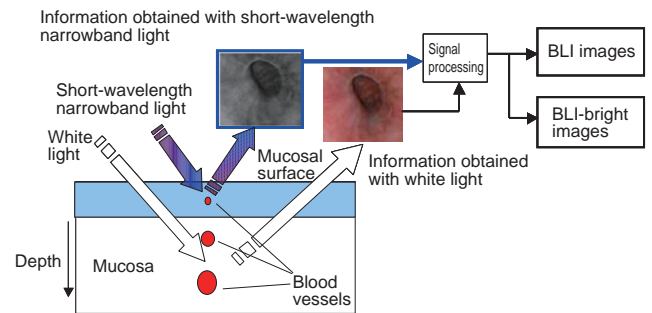 Information obtained with short-wavelength
narrowband light
Short-wavelength
narrowband light
White
light
Signal
processing
BLI images
BLI-bright
images
Mucosal
surface
Information obtained
with white light
Depth
Mucosa
Blood
vessels